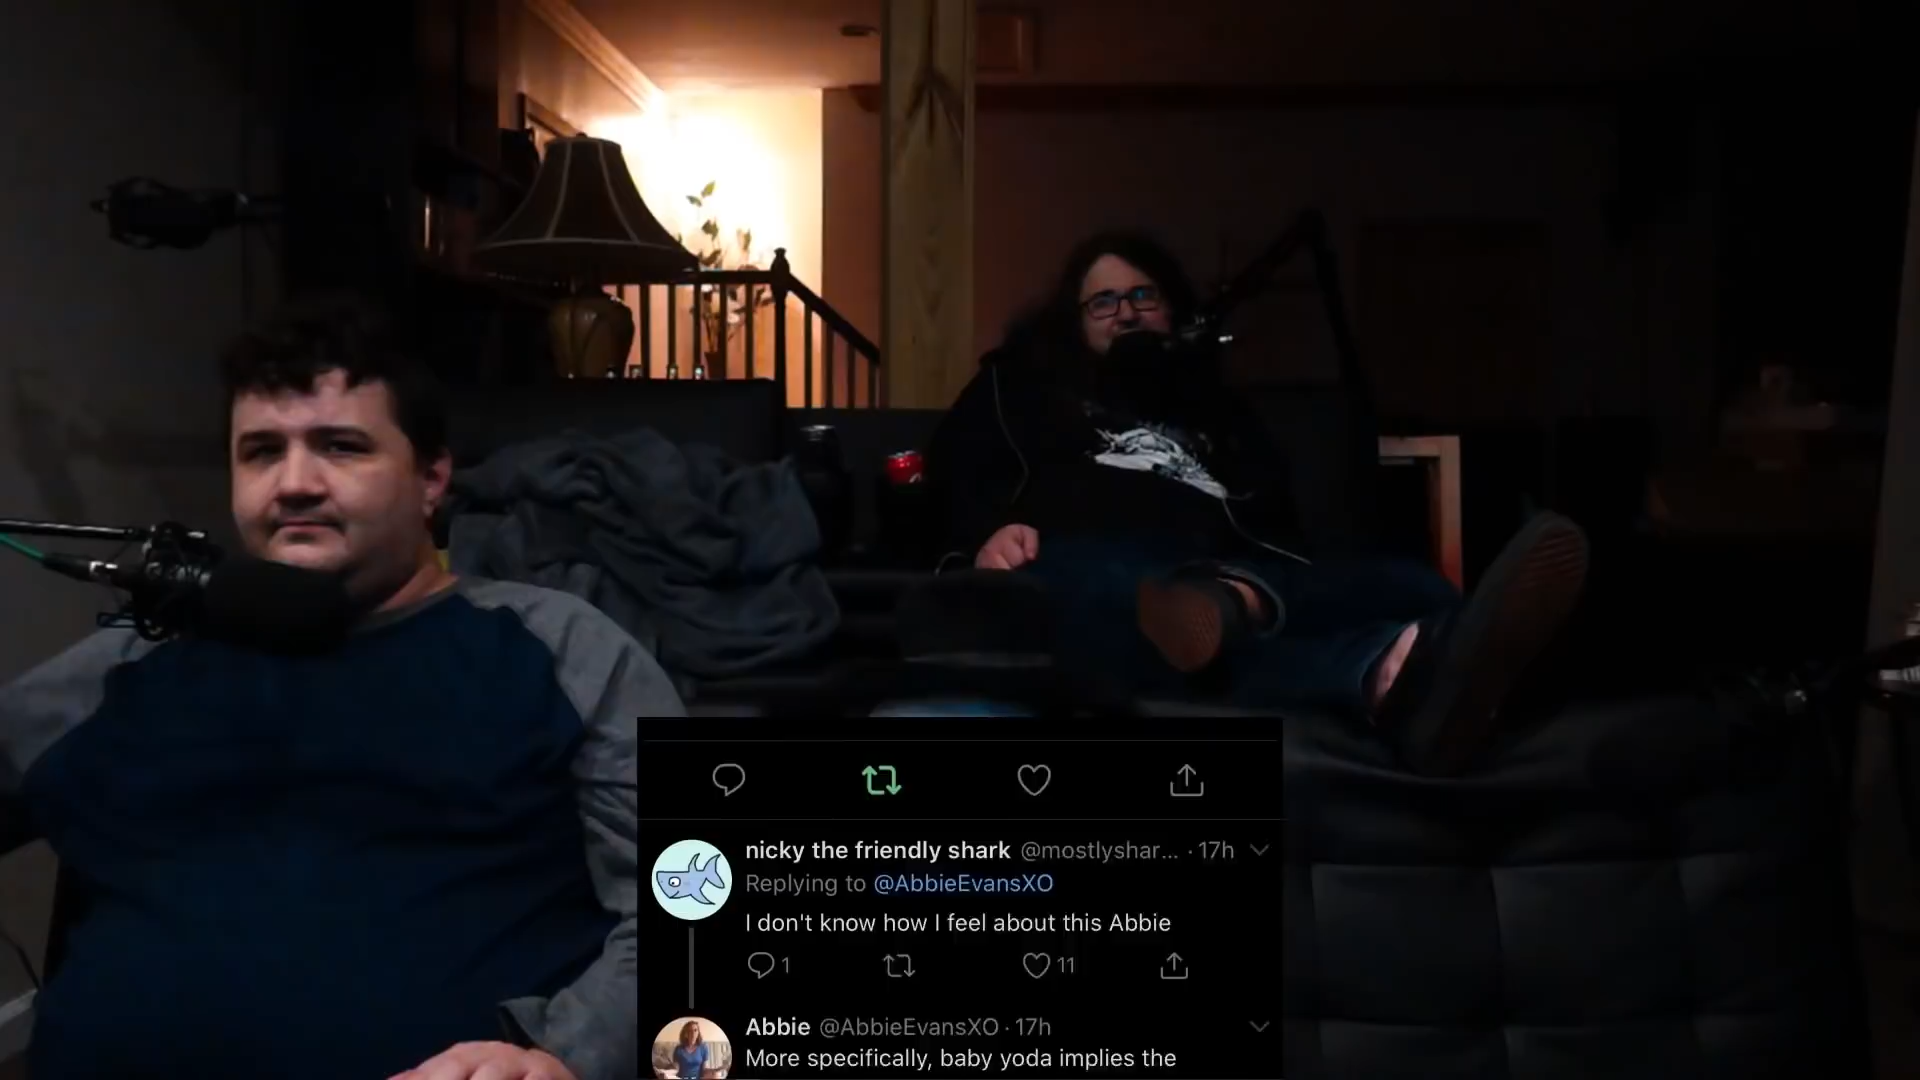 nicky the friendly shark @mostlyshar... · 17h
Replying to @AbbieEvansXO
I don't know how I feel about this Abbie
1 11
Abbie @AbbieEvansXO · 17h
More specifically, baby yoda implies the